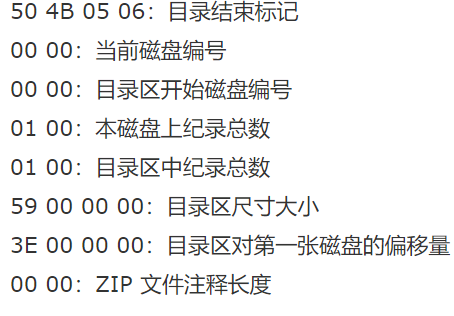 50 4B 05 06：目录结束标记
00 00：当前磁盘编号
00 00：目录区开始磁盘编号
01 00：本磁盘上纪录总数
01 00：目录区中纪录总数
59 00 00 00：目录区尺寸大小
3E 00 00 00：目录区对第一张磁盘的偏移量
00 00：ZIP 文件注释长度